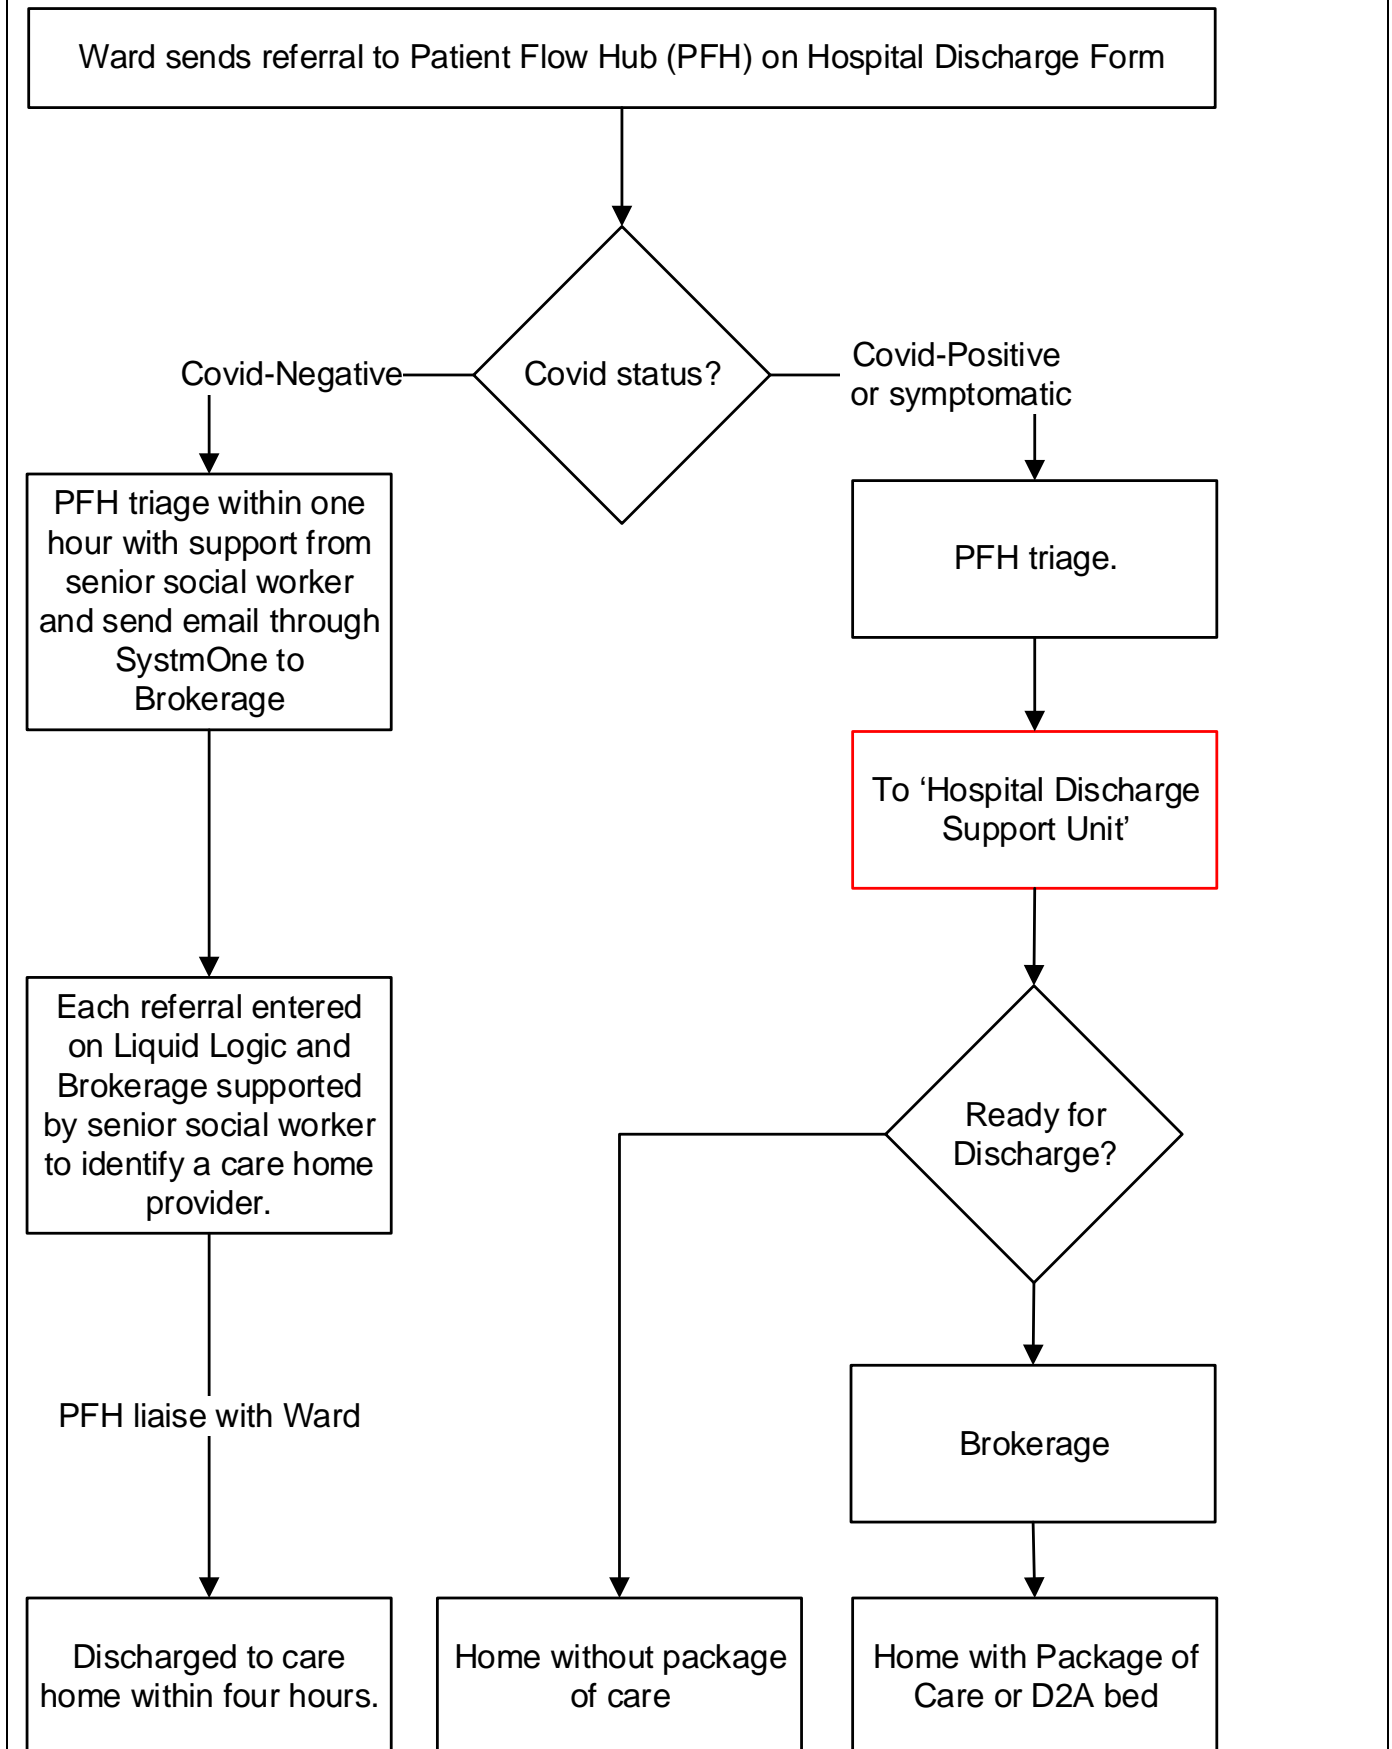 Ward sends referral to Patient Flow Hub (PFH) on Hospital Discharge Form
Covid status?
Covid-Negative
Covid-Positive
or symptomatic
PFH triage within one
hour with support from
senior social worker
and send email through
SystmOne to
Brokerage
PFH triage.
To ‘Hospital Discharge
Support Unit’
Each referral entered
on Liquid Logic and
Brokerage supported
by senior social worker
to identify a care home
provider.
Ready for
Discharge?
PFH liaise with Ward
Brokerage
Discharged to care
home within four hours.
Home without package
of care
Home with Package of
Care or D2A bed